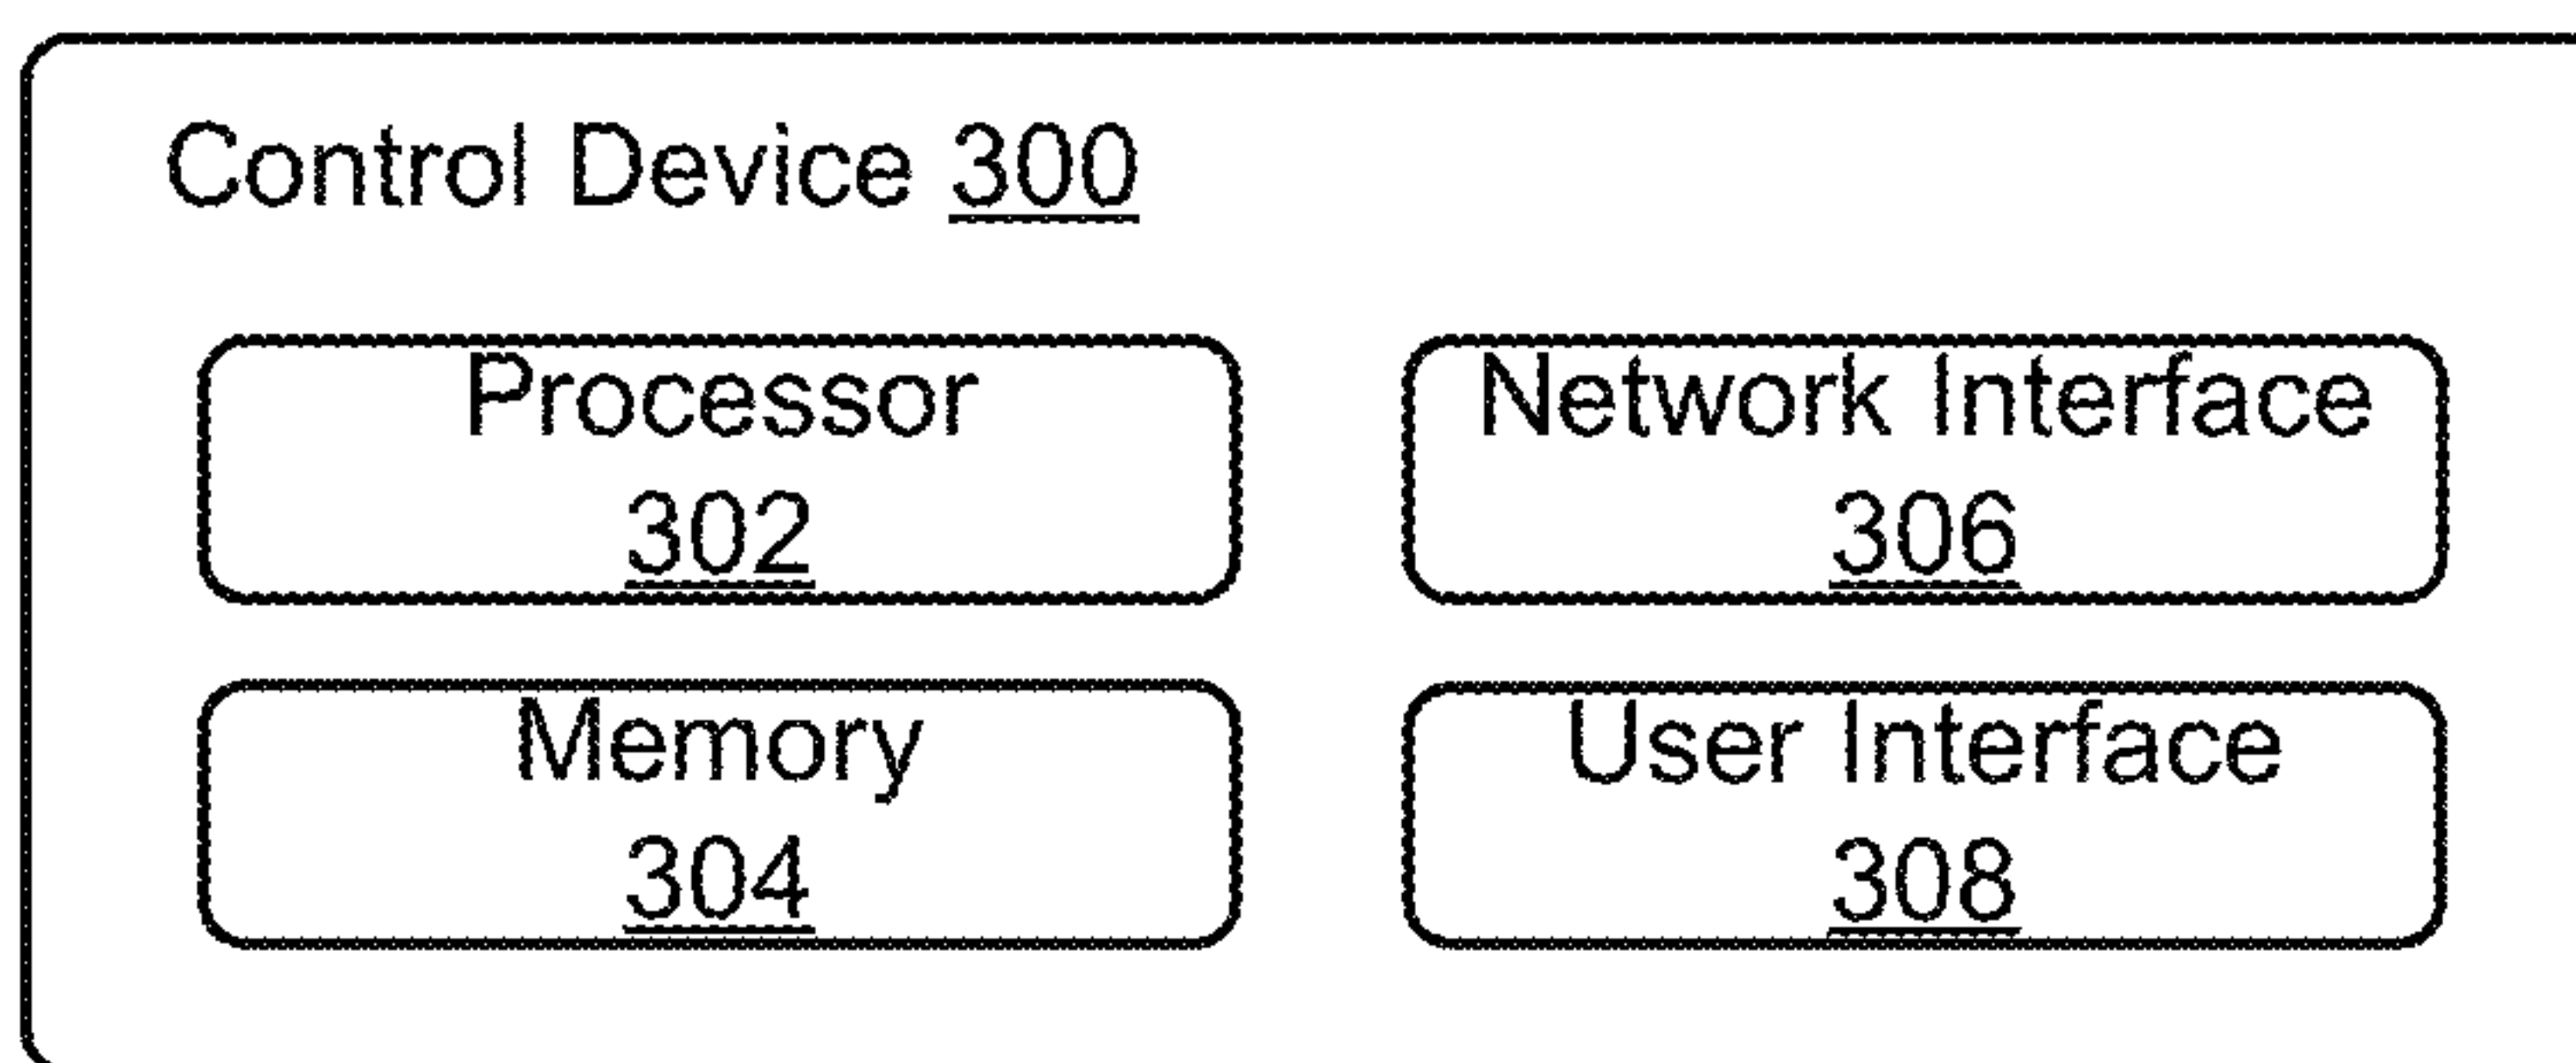 Control Device 300
Processor
302
Network Interface
306
Memory
304
User Interface
308